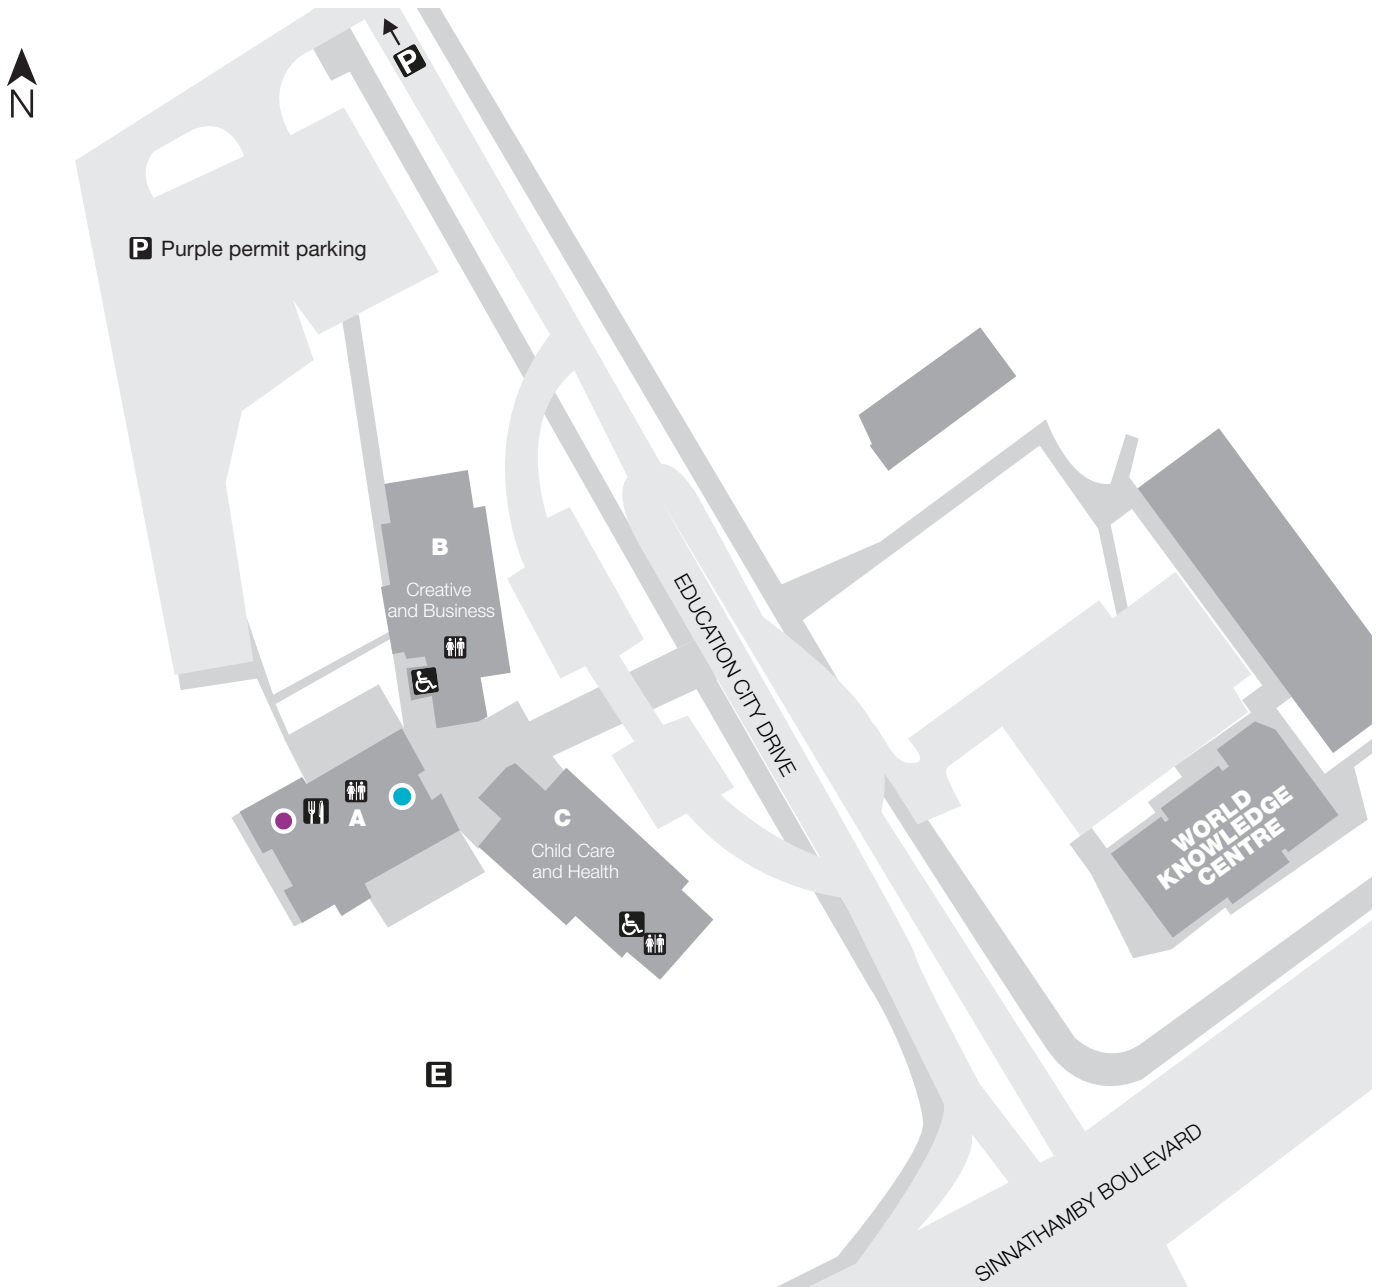 P
N
P Purple permit parking
B
Creative
and Business
EDUCATION CITY DRIVE
A
C
Child Care
and Health
WORLD
KNOWLEDGE
CENTRE
E
SINNATHAMBY BOULEVARD